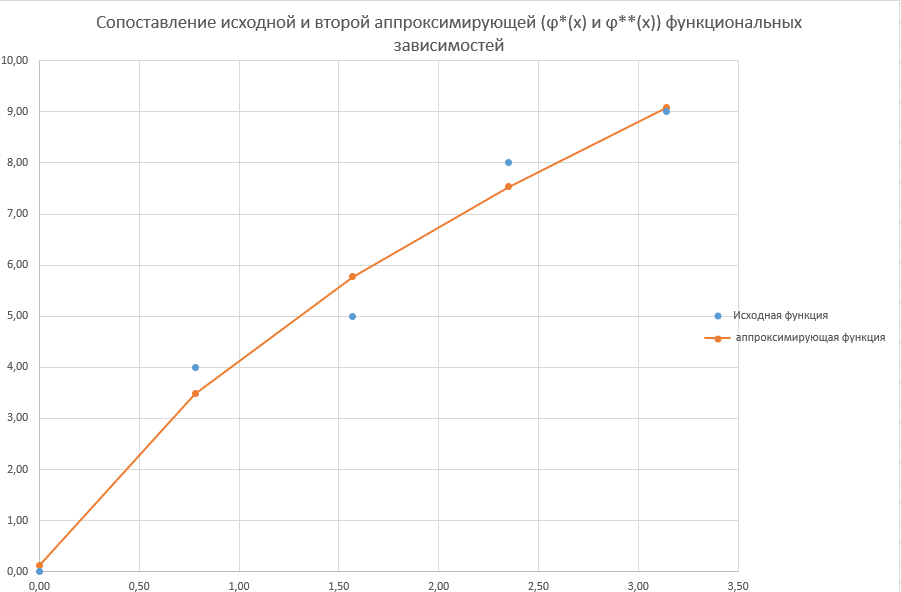 Сопоставление исходной и второй аппроксимирующей (φ*(x) и φ**(x)) функциональных
зависимостей
10,00
9,00
8,00
7,00
6,00
5,00
4,00
3,00
2,00
1,00
0,00
0,00 0,50 1,00 1,50 2,00 2,50 3,00 3,50
Исходная функция
аппроксимирующая функция